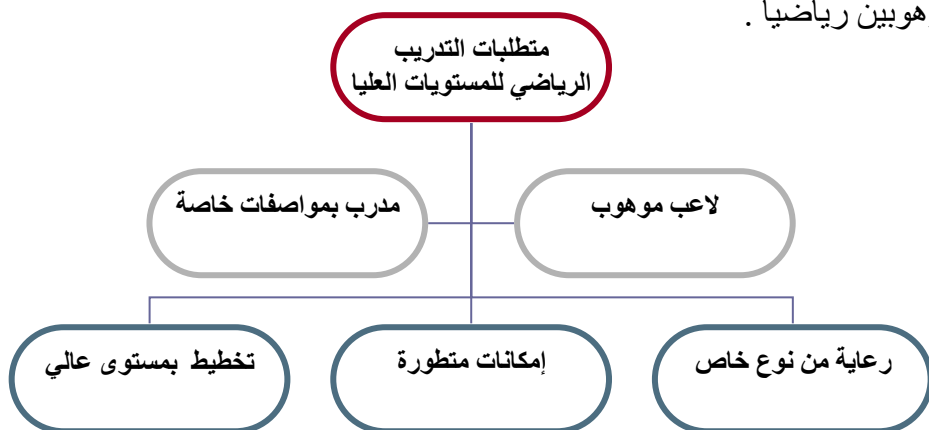 هوبين رياضيا .
متطلبات التدريب
الرياضي للمستويات العليا
لاعب موهوب
مدرب بمواصفات خاصة
رعاية من نوع خاص
إمكانات متطورة
تخطيط بمستوى عالي